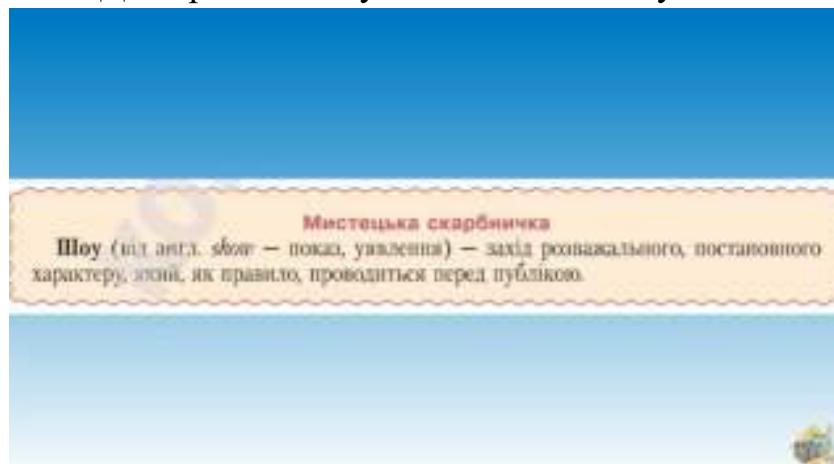 Мистецька скарбничка
Шоу (від англ. show — показ, уявлення) — захід розважального, постановного
характеру, який, як правило, проводиться перед публікою.